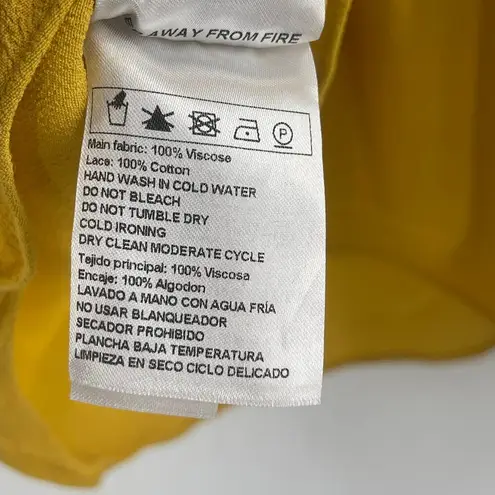 AWAY FROM FIRE
P
Main fabric: 100% Viscose
Lace: 100% Cotton
HAND WASH IN COLD WATER
DO NOT BLEACH
DO NOT TUMBLE DRY
COLD IRONING
DRY CLEAN MODERATE CYCLE
Tejido principal: 100% Viscosa
Encaje: 100% Algodon
LAVADO A MANO CON AGUA FRÍA
NO USAR BLANQUEADOR
SECADOR PROHIBIDO
PLANCHA BAJA TEMPERATURA
LIMPIEZA EN SECO CICLO DELICADO